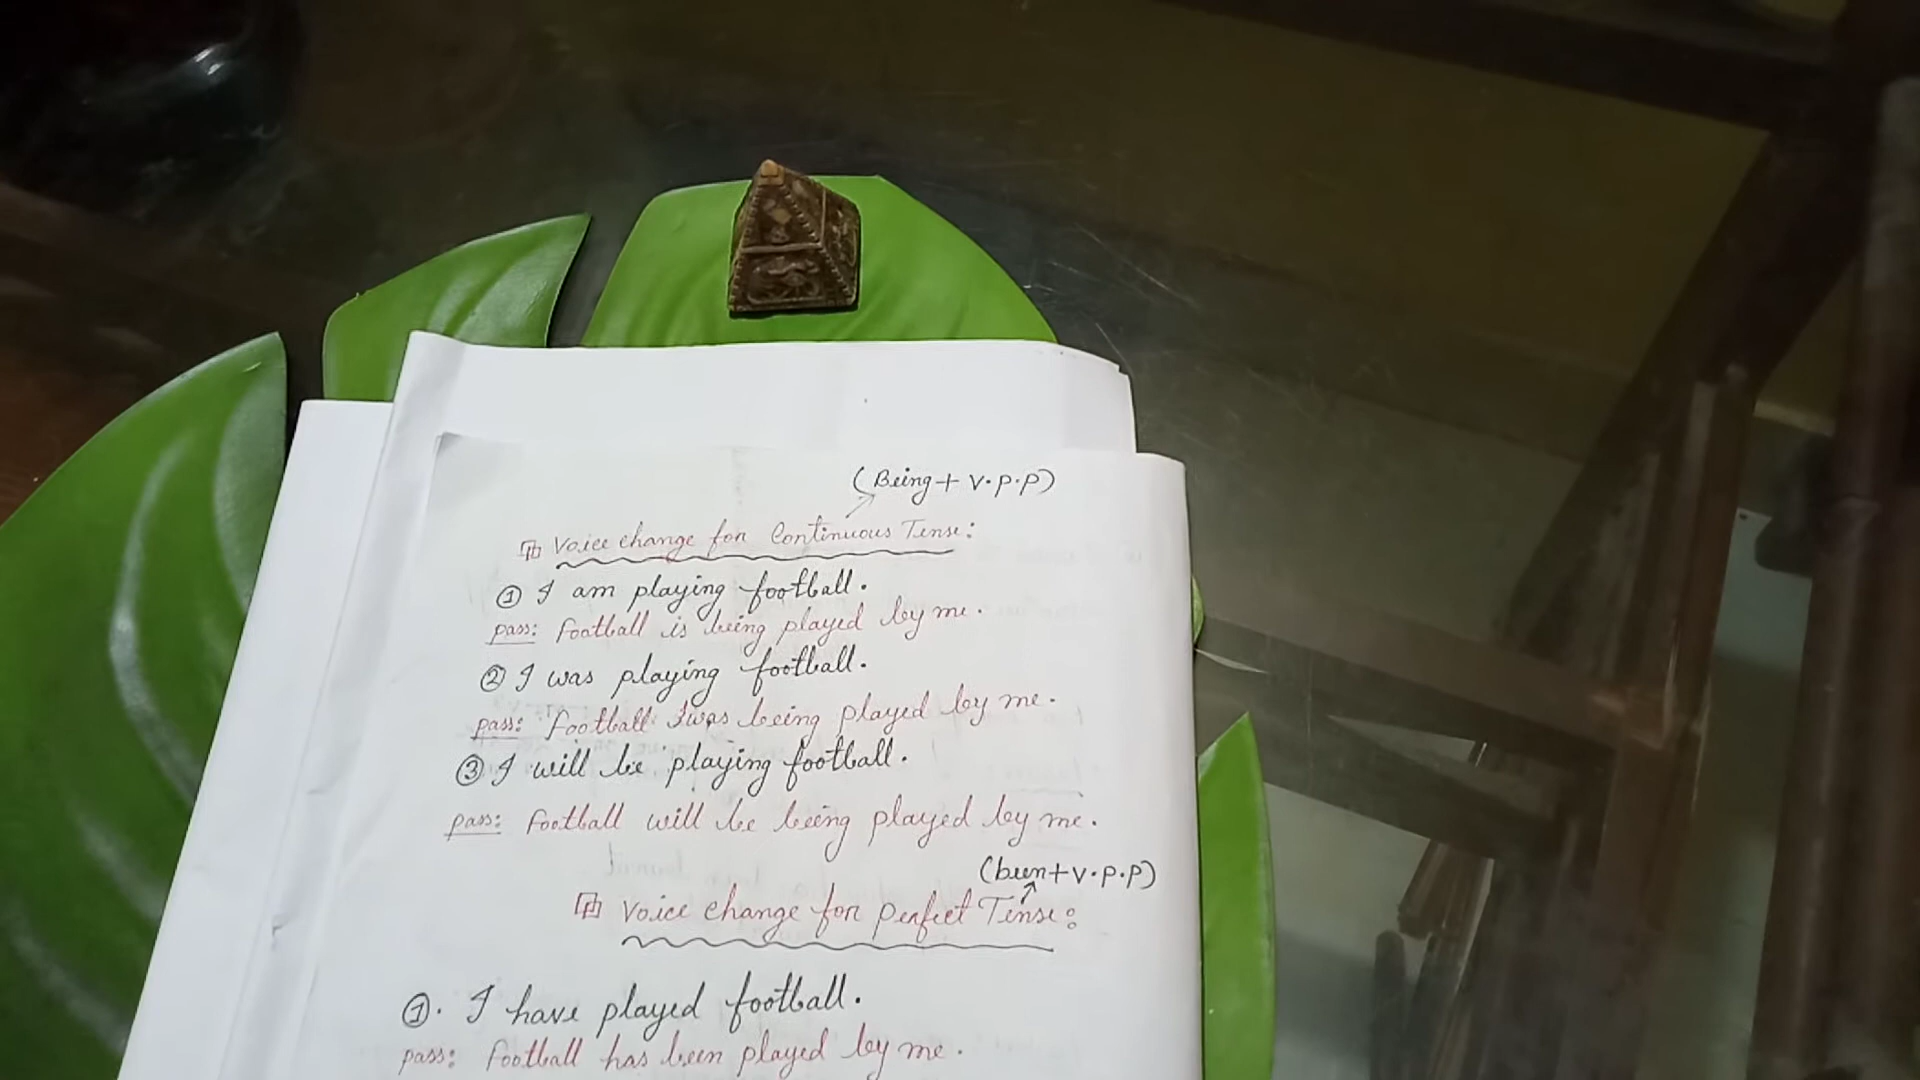 (Being + v.p.p)
Voice change for Continuous Tense:
① I am playing football.
pass: Football is being played by me.
② I was playing football.
pass: Football was being played by me.
③ I will be playing football.
pass: Football will be being played by me.
(been + v.p.p)
Voice change for perfect Tense:
①. I have played football.
pass: Football has been played by me.